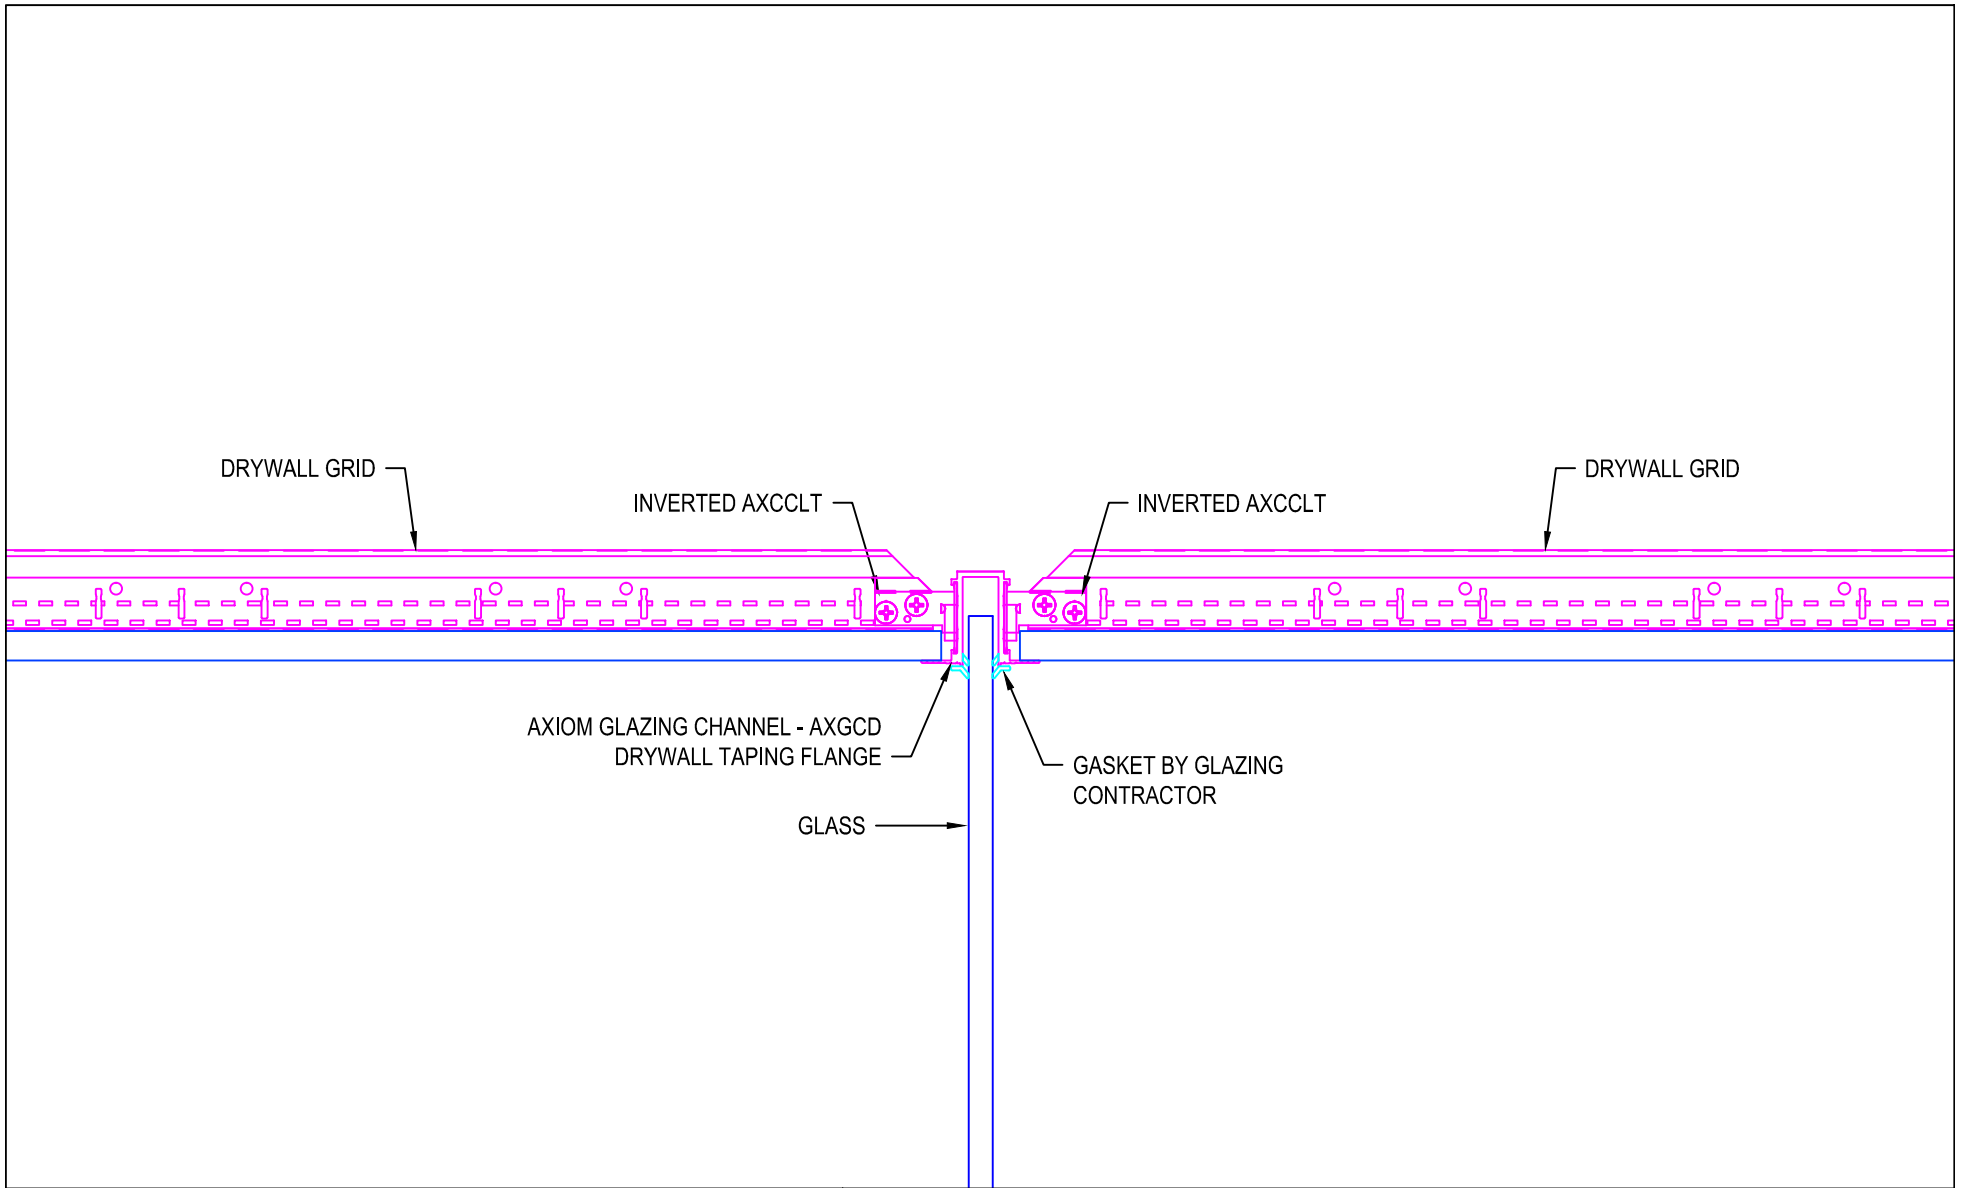 DRYWALL GRID
DRYWALL GRID
INVERTED AXCCLT
INVERTED AXCCLT
AXIOM GLAZING CHANNEL - AXGCD
DRYWALL TAPING FLANGE
GASKET BY GLAZING
CONTRACTOR
GLASS